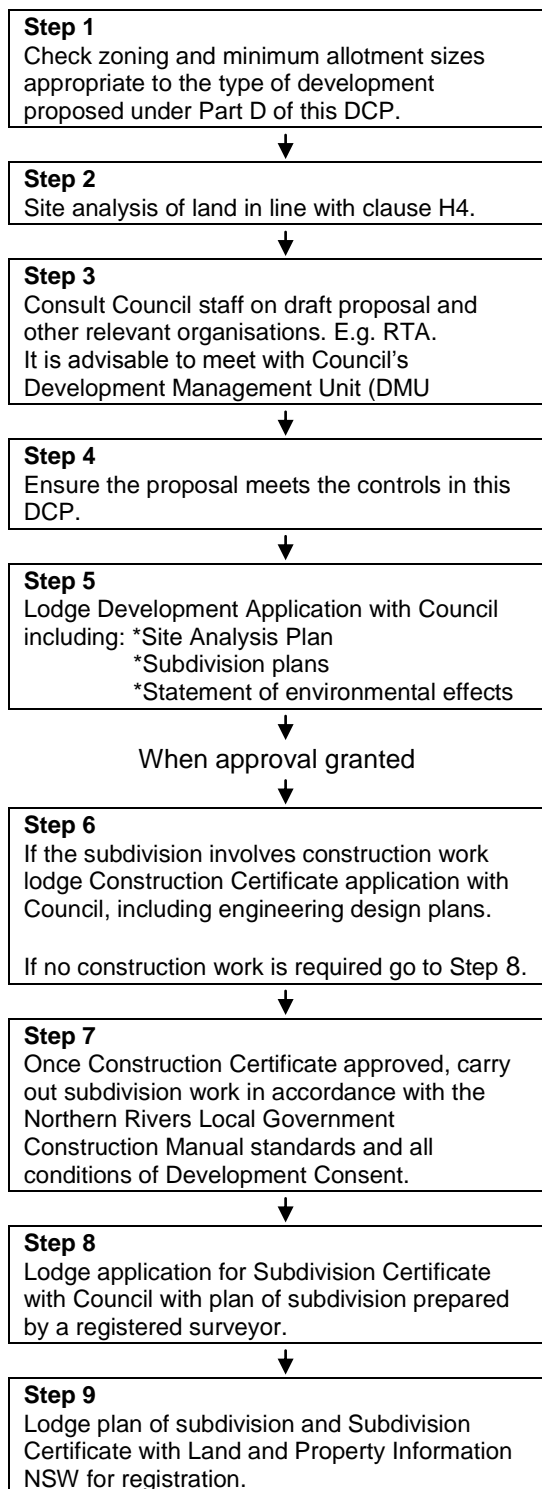 Step 1
Check zoning and minimum allotment sizes
appropriate to the type of development
proposed under Part D of this DCP.
Step 2
Site analysis of land in line with clause H4.
Step 3
Consult Council staff on draft proposal and
other relevant organisations. E.g. RTA.
It is advisable to meet with Council's
Development Management Unit (DMU
Step 4
Ensure the proposal meets the controls in this
DCP.
Step 5
Lodge Development Application with Council
including: *Site Analysis Plan
*Subdivision plans
*Statement of environmental effects
When approval granted
Step 6
If the subdivision involves construction work
lodge Construction Certificate application with
Council, including engineering design plans.
If no construction work is required go to Step 8.
Step 7
Once Construction Certificate approved, carry
out subdivision work in accordance with the
Northern Rivers Local Government
Construction Manual standards and all
conditions of Development Consent.
Step 8
Lodge application for Subdivision Certificate
with Council with plan of subdivision prepared
by a registered surveyor.
Step 9
Lodge plan of subdivision and Subdivision
Certificate with Land and Property Information
NSW for registration.